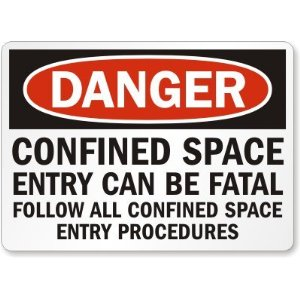 DANGER
CONFINED SPACE
ENTRY CAN BE FATAL
FOLLOW ALL CONFINED SPACE
ENTRY PROCEDURES